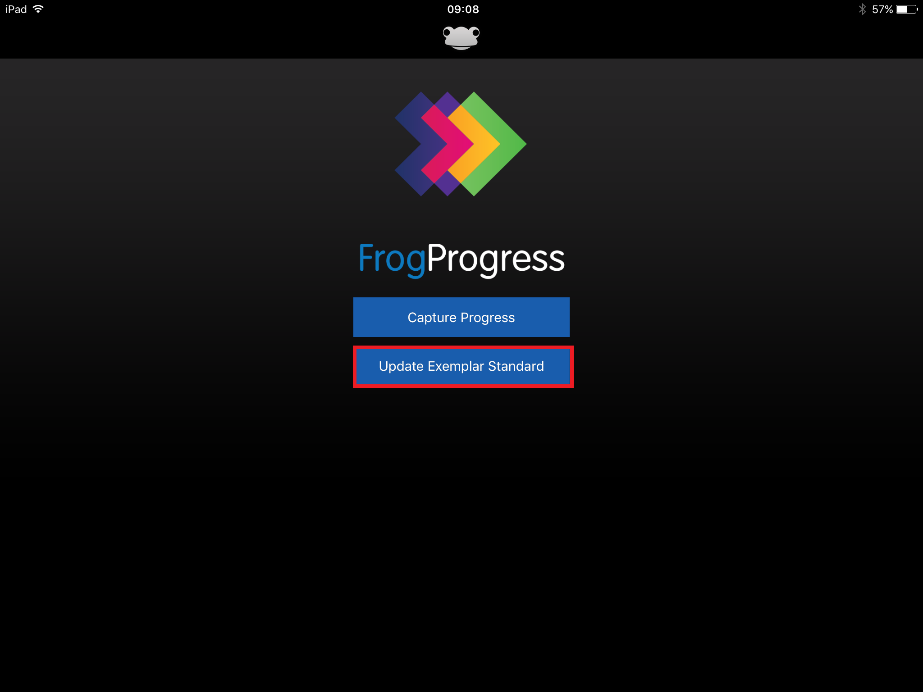 iPad 09:08 57%
FrogProgress
Capture Progress
Update Exemplar Standard